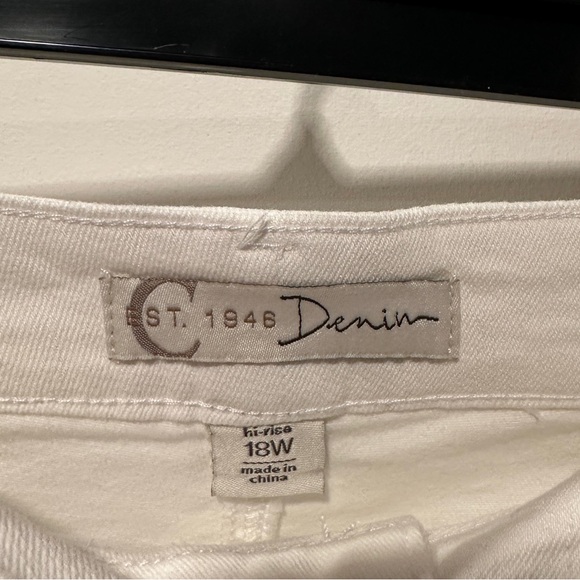 C EST. 1946 Denim
hi-rise
18W
made in
china